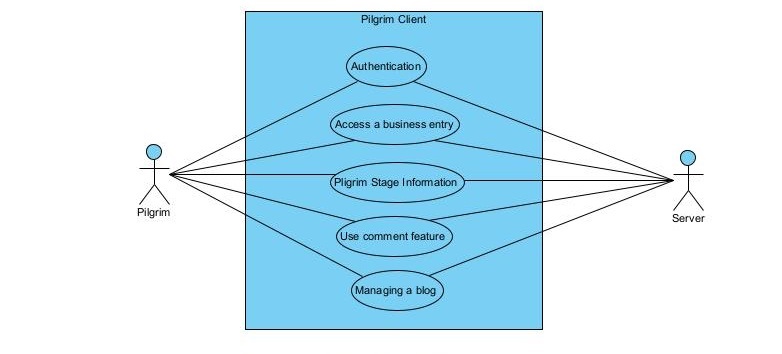 Pilgrim Client
Authentication
Access a business entry
Pligrim Stage Information
Use comment feature
Managing a blog
Pilgrim
Server